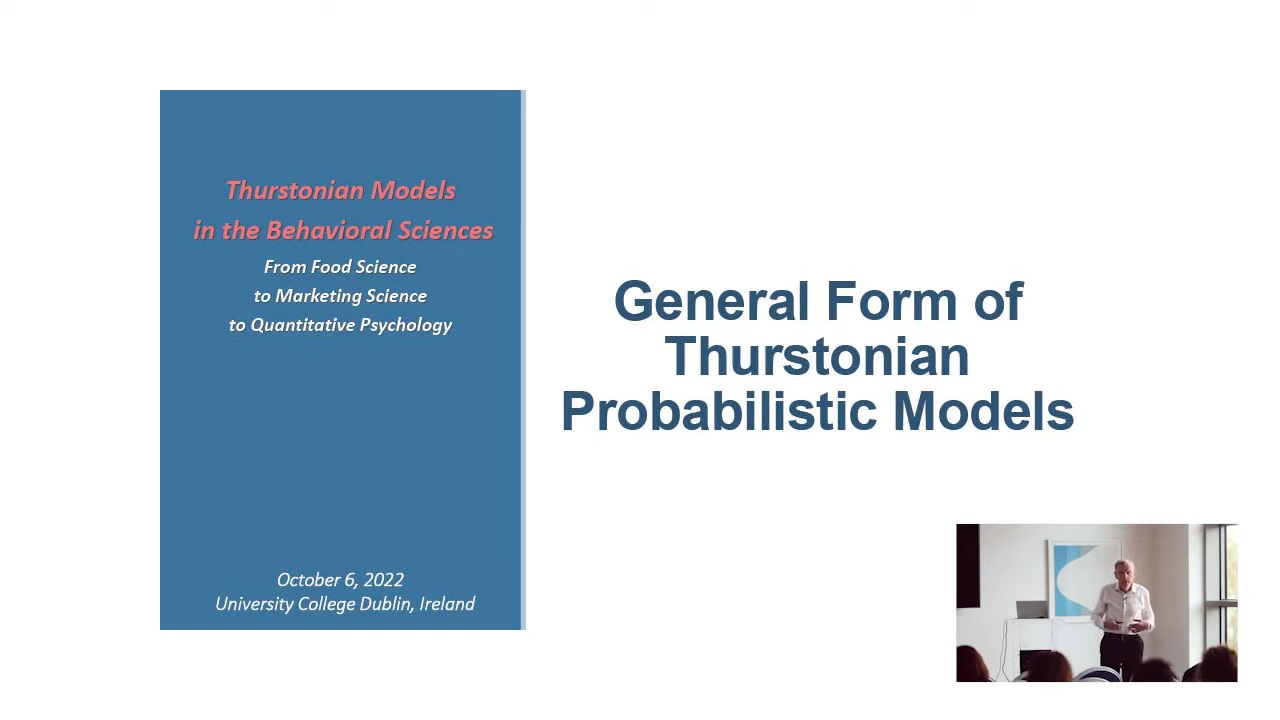 Thurstonian Models
in the Behavioral Sciences
From Food Science
to Marketing Science
to Quantitative Psychology
October 6, 2022
University College Dublin, Ireland
General Form of
Thurstonian
Probabilistic Models